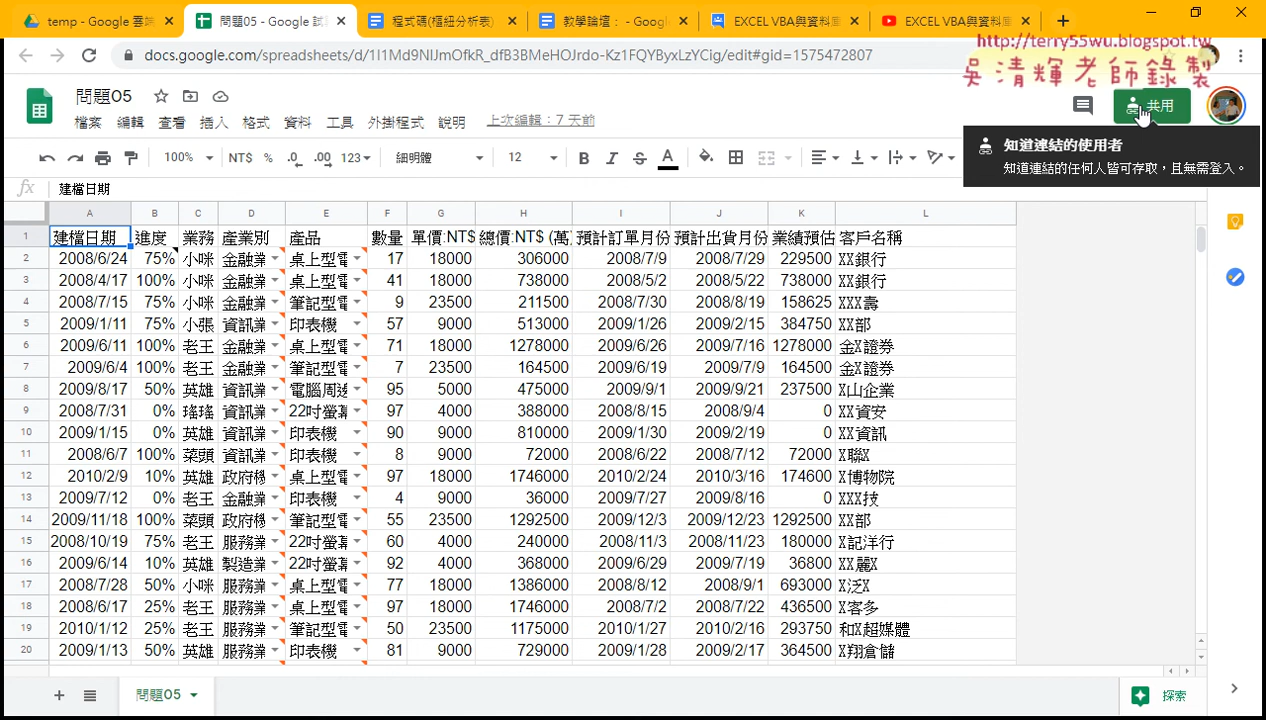 temp - Google 雲端
問題05 - Google 試
程式碼(樞紐分析表)
教學論壇： - Googl
EXCEL VBA與資料庫
EXCEL VBA與資料庫
docs.google.com/spreadsheets/d/1I1Md9NIJmOfkR_dfB3BMeHOJrdo-Kz1FQYByxLzYCig/edit#gid=1575472807
http://terry55wu.blogspot.tw
吳清輝老師錄製
問題05
共用
檔案 編輯 查看 插入 格式 資料 工具 外掛程式 說明 上次編輯：7 天前
知道連結的使用者
知道連結的任何人皆可存取，且無需登入。
100% NT$ % .0 .00 123 細明體 12 B I S A
fx 建檔日期
A B C D E F G H I J K L
1 建檔日期 進度 業務 產業別 產品 數量 單價:NT$ 總價:NT$ (萬) 預計訂單月份 預計出貨月份 業績預估 客戶名稱
2 2008/6/24 75% 小咪 金融業 桌上型電 17 18000 306000 2008/7/9 2008/7/29 229500 XX銀行
3 2008/4/17 100% 小咪 金融業 桌上型電 41 18000 738000 2008/5/2 2008/5/22 738000 XX銀行
4 2008/7/15 75% 小咪 金融業 筆記型電 9 23500 211500 2008/7/30 2008/8/19 158625 XXX壽
5 2009/1/11 75% 小張 資訊業 印表機 57 9000 513000 2009/1/26 2009/2/15 384750 XX部
6 2009/6/11 100% 老王 金融業 桌上型電 71 18000 1278000 2009/6/26 2009/7/16 1278000 金X證券
7 2009/6/4 100% 老王 金融業 筆記型電 7 23500 164500 2009/6/19 2009/7/9 164500 金X證券
8 2009/8/17 50% 英雄 資訊業 電腦周邊 95 5000 475000 2009/9/1 2009/9/21 237500 X山企業
9 2008/7/31 0% 瑤瑤 資訊業 22吋螢幕 97 4000 388000 2008/8/15 2008/9/4 0 XX資安
10 2009/1/15 0% 英雄 資訊業 印表機 90 9000 810000 2009/1/30 2009/2/19 0 XX資訊
11 2008/6/7 100% 菜頭 資訊業 印表機 8 9000 72000 2008/6/22 2008/7/12 72000 X聯X
12 2010/2/9 10% 英雄 政府機 桌上型電 97 18000 1746000 2010/2/24 2010/3/16 174600 X博物院
13 2009/7/12 0% 老王 金融業 印表機 4 9000 36000 2009/7/27 2009/8/16 0 XXX技
14 2009/11/18 100% 菜頭 政府機 筆記型電 55 23500 1292500 2009/12/3 2009/12/23 1292500 XX部
15 2008/10/19 75% 老王 服務業 22吋螢幕 60 4000 240000 2008/11/3 2008/11/23 180000 X記洋行
16 2009/6/14 10% 英雄 製造業 22吋螢幕 92 4000 368000 2009/6/29 2009/7/19 36800 XX麗X
17 2008/7/28 50% 小咪 服務業 桌上型電 77 18000 1386000 2008/8/12 2008/9/1 693000 X泛X
18 2008/6/17 25% 老王 服務業 桌上型電 97 18000 1746000 2008/7/2 2008/7/22 436500 X客多
19 2010/1/12 25% 老王 服務業 筆記型電 50 23500 1175000 2010/1/27 2010/2/16 293750 和X超媒體
20 2009/1/13 50% 英雄 服務業 印表機 81 9000 729000 2009/1/28 2009/2/17 364500 X翔倉儲
問題05
探索